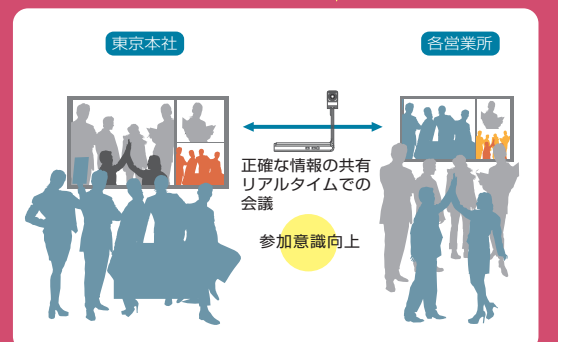 東京本社
各営業所
正確な情報の共有
リアルタイムでの
会議
参加意識向上